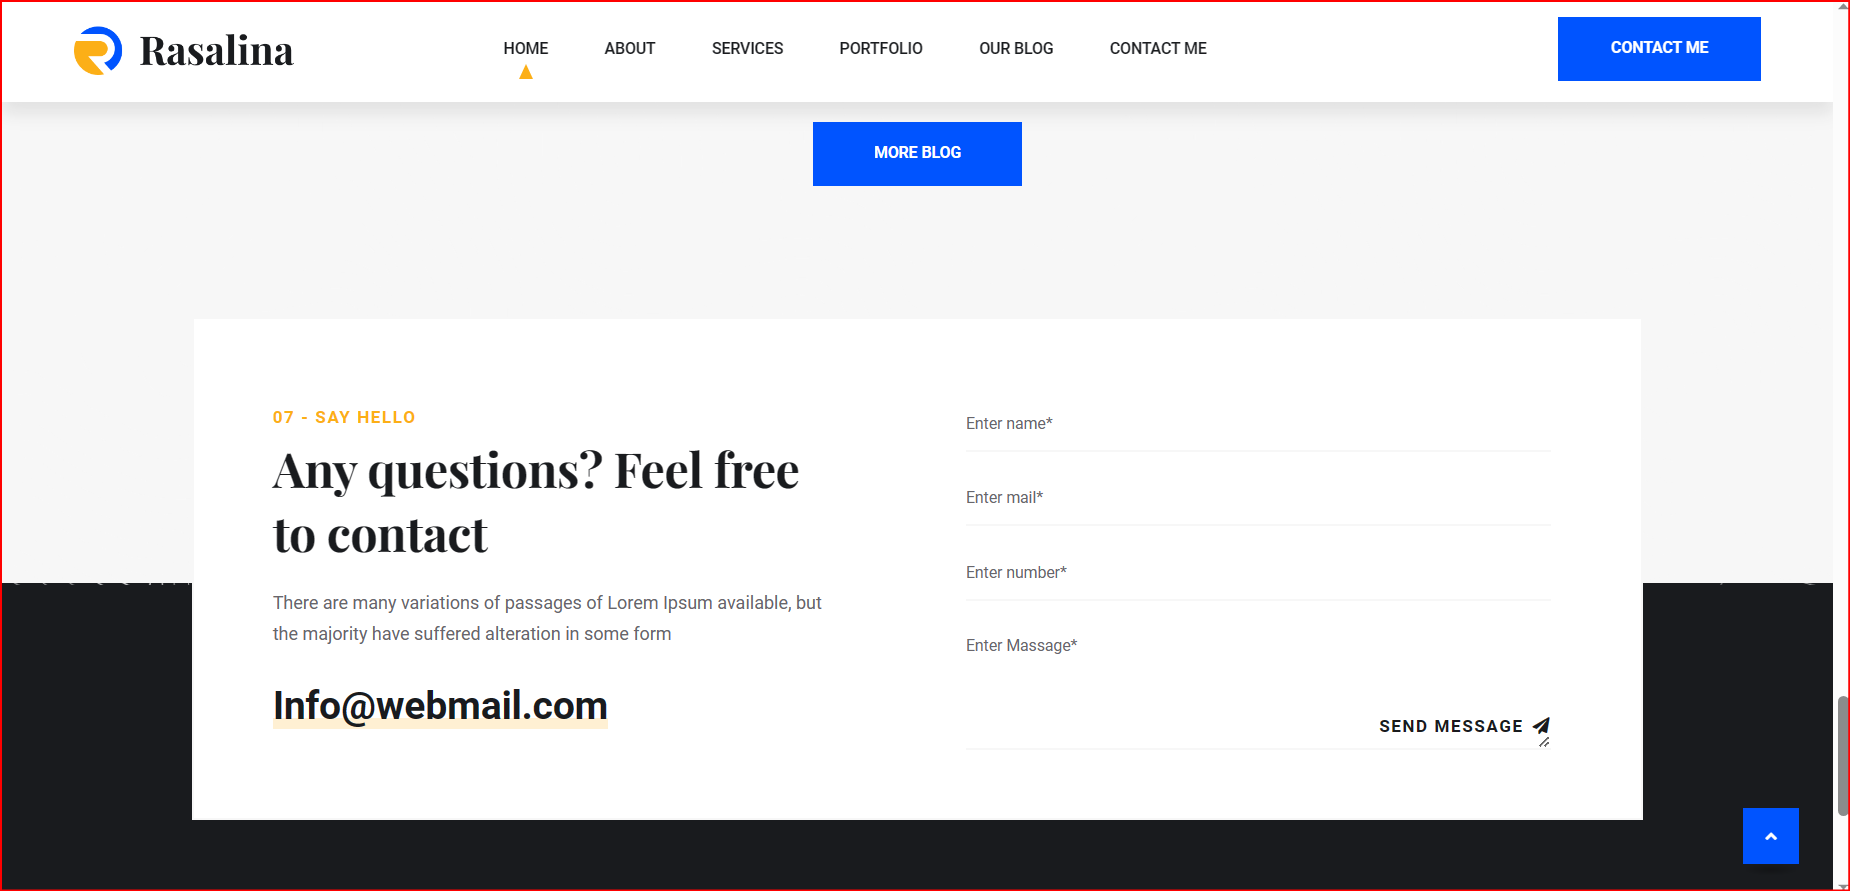 Rasalina
HOME ABOUT SERVICES PORTFOLIO OUR BLOG CONTACT ME
CONTACT ME
MORE BLOG
07 - SAY HELLO
Any questions? Feel free
to contact
There are many variations of passages of Lorem Ipsum available, but
the majority have suffered alteration in some form
Info@webmail.com
Enter name*
Enter mail*
Enter number*
Enter Massage*
SEND MESSAGE